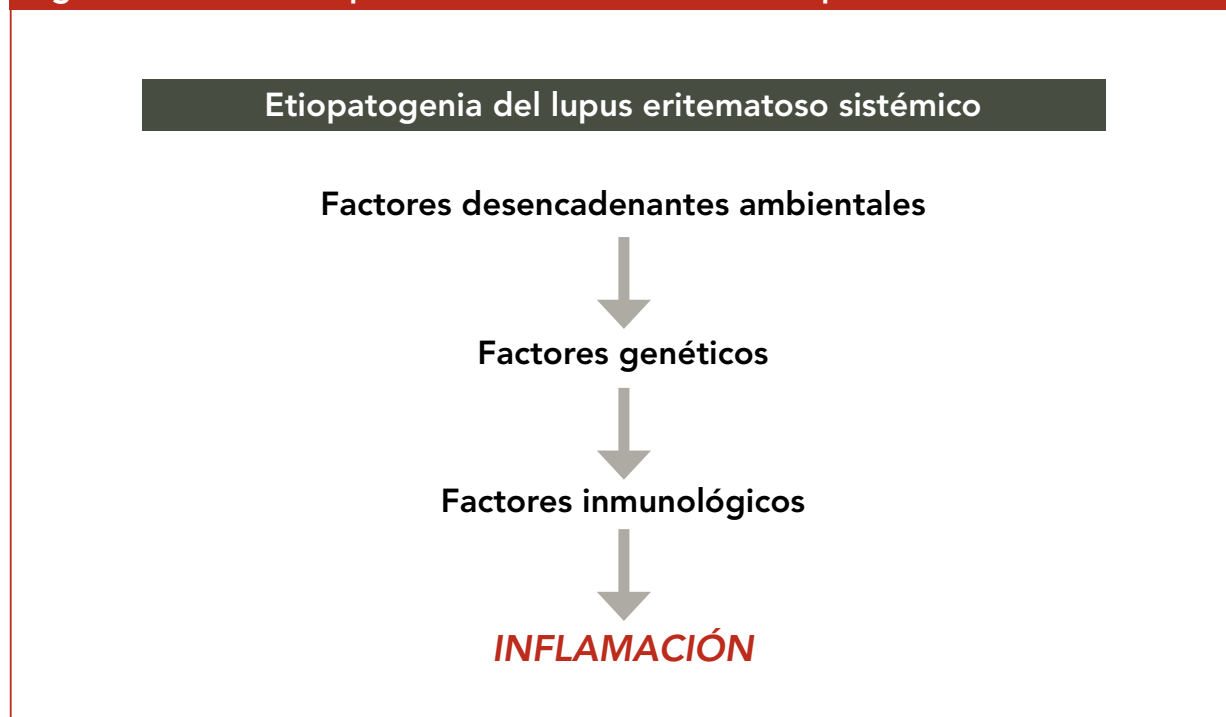 Etiopatogenia del lupus eritematoso sistémico
Factores desencadenantes ambientales
Factores genéticos
Factores inmunológicos
INFLAMACIÓN